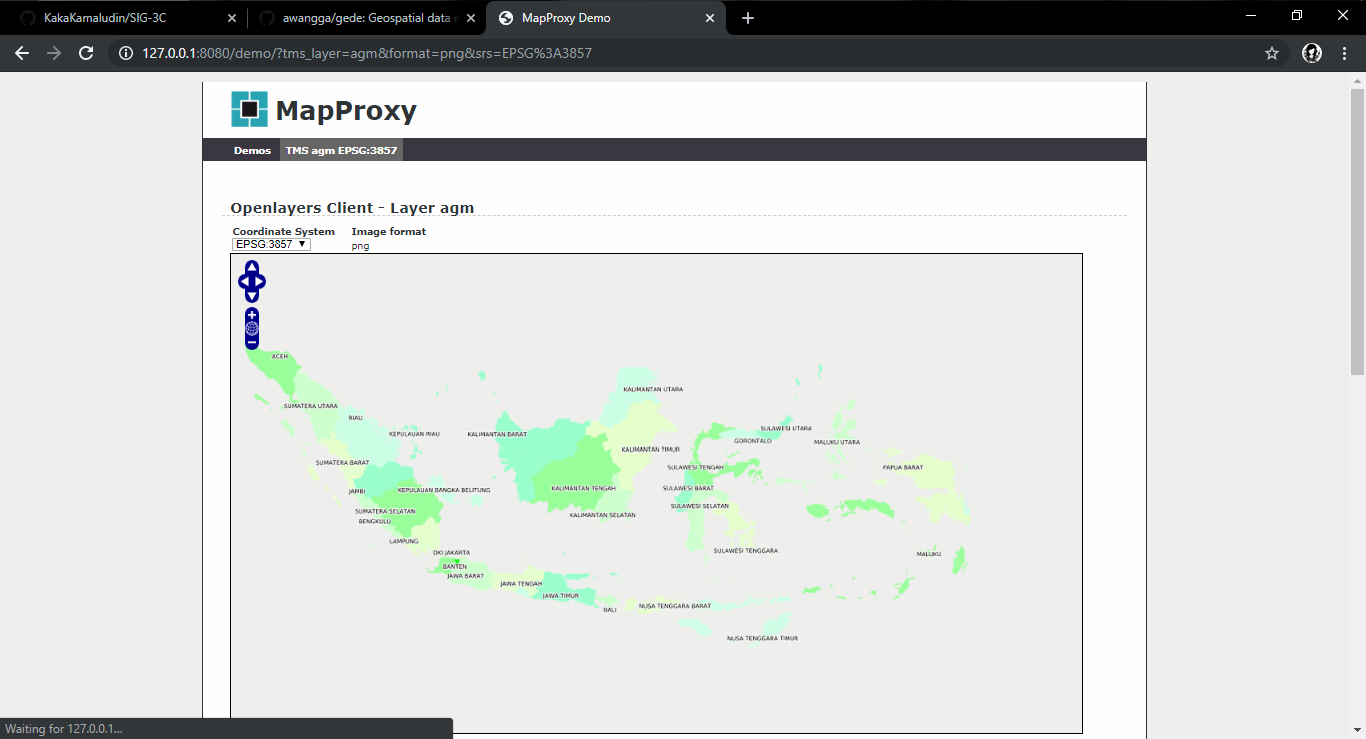 KakaKamaludin/SIG-3C
awangga/gede: Geospatial data e
MapProxy Demo
127.0.0.1:8080/demo/?tms_layer=agm&format=png&srs=EPSG%3A3857
MapProxy
Demos TMS agm EPSG:3857
Openlayers Client - Layer agm
Coordinate System Image format
EPSG:3857 png
ACEH
KALIMANTAN UTARA
SUMATERA UTARA
RIAU
SULAWESI UTARA
KEPULAUAN RIAU
KALIMANTAN BARAT
GORONTALO
MALUKU UTARA
KALIMANTAN TIMUR
SUMATERA BARAT
SULAWESI TENGAH
PAPUA BARAT
JAMBI
KEPULAUAN BANGKA BELITUNG
KALIMANTAN TENGAH
SULAWESI BARAT
SUMATERA SELATAN
SULAWESI SELATAN
BENGKULU
KALIMANTAN SELATAN
LAMPUNG
DKI JAKARTA
SULAWESI TENGGARA
MALUKU
BANTEN
JAWA BARAT
JAWA TENGAH
JAWA TIMUR
BALI
NUSA TENGGARA BARAT
NUSA TENGGARA TIMUR
Waiting for 127.0.0.1...